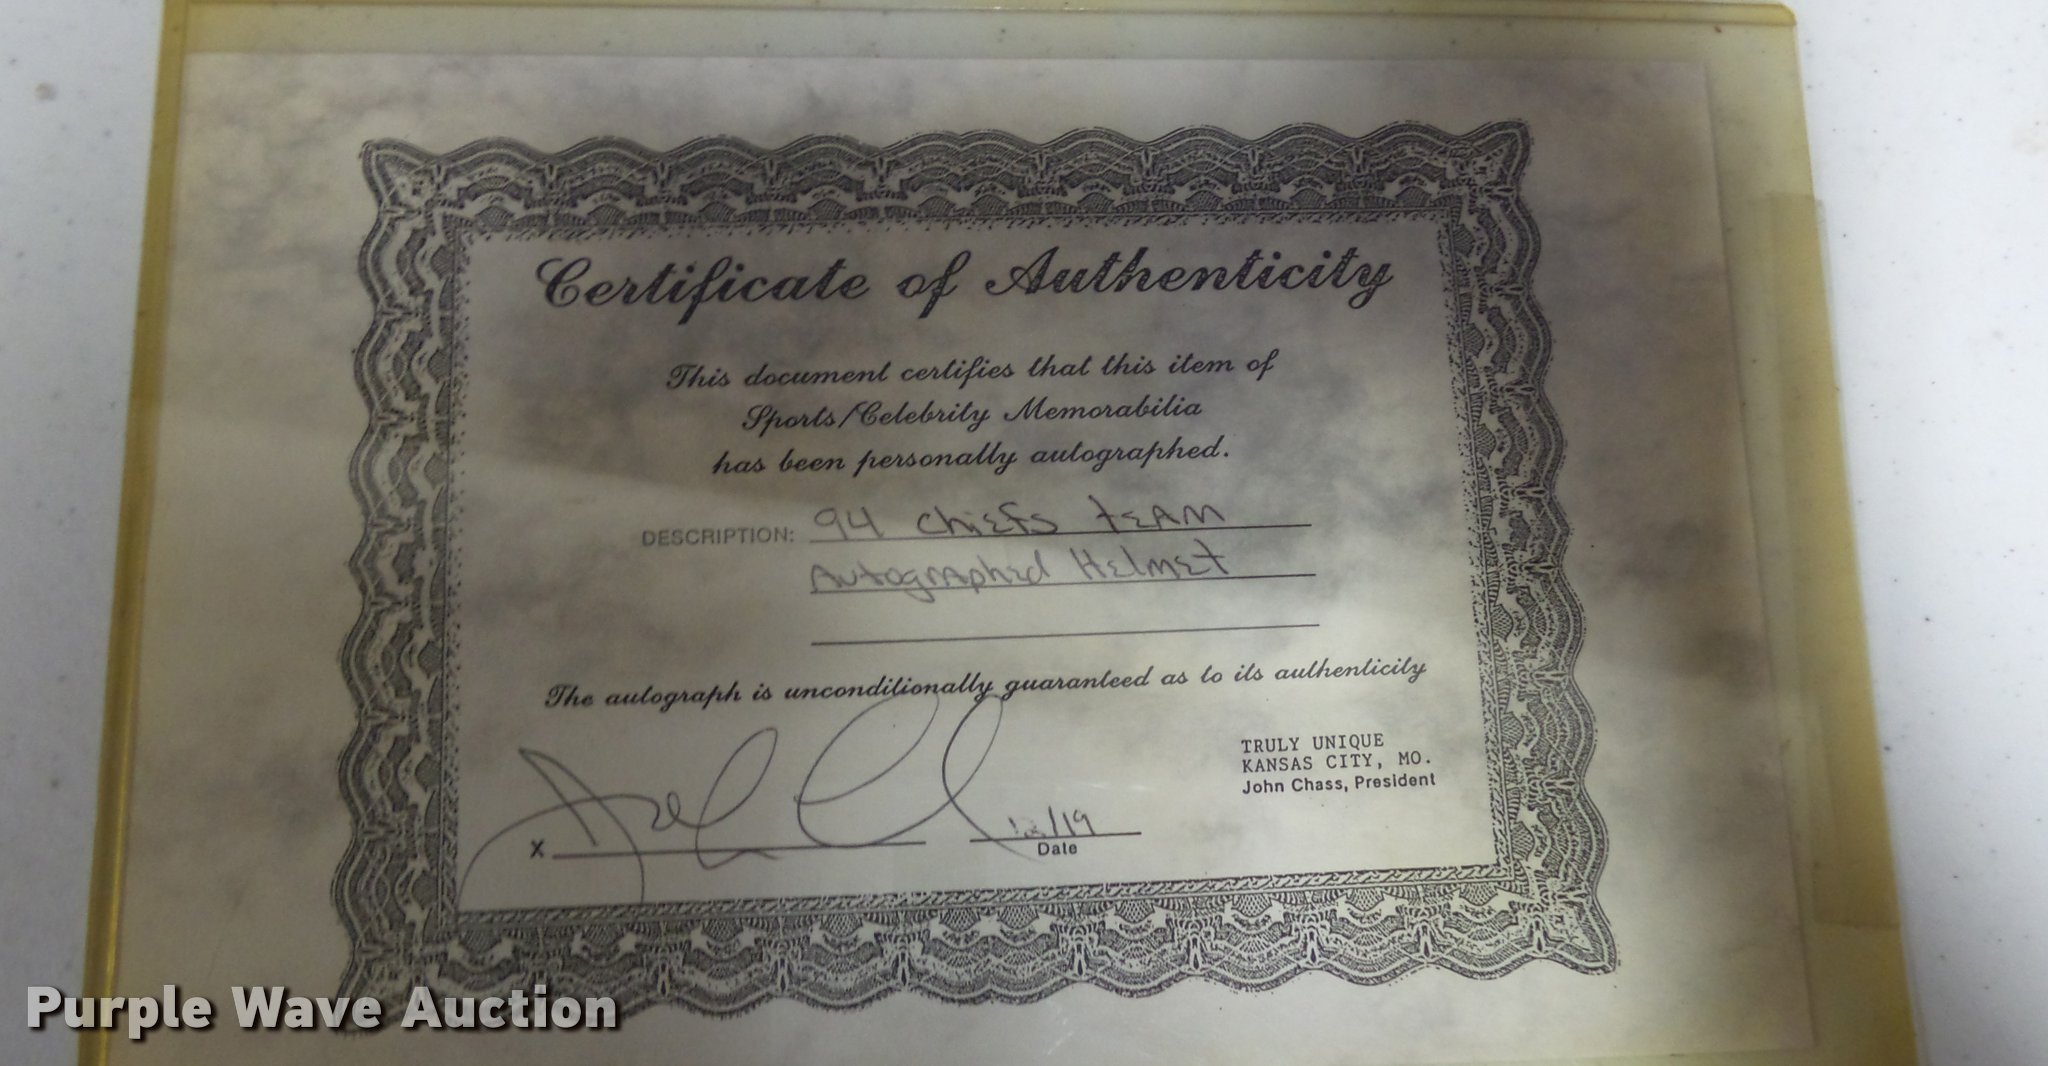 Certificate of Authenticity
This document certifies that this item of
Sports/Celebrity Memorabilia
has been personally autographed.
DESCRIPTION: 94 Chiefs Team
Autographed Helmet
The autograph is unconditionally guaranteed as to its authenticity
TRULY UNIQUE
KANSAS CITY, MO.
John Chass, President
X
12/19
Date
Purple Wave Auction